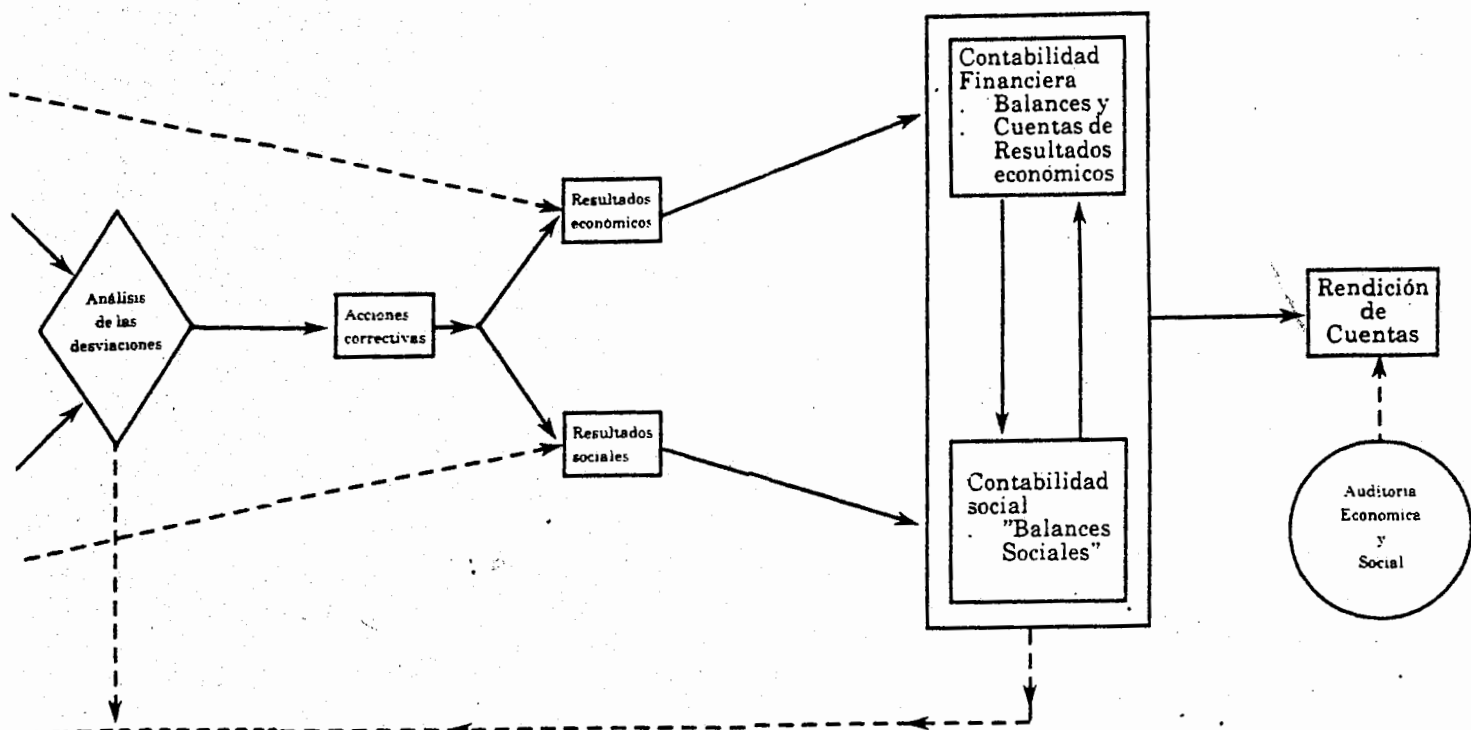 Contabilidad
Financiera
. Balances y
. Cuentas de
Resultados
económicos
Resultados
económicos
Análisis
de las
desviaciones
Acciones
correctivas
Rendición
de
Cuentas
Resultados
sociales
Contabilidad
social
. "Balances
Sociales"
Auditoria
Economica
y
Social